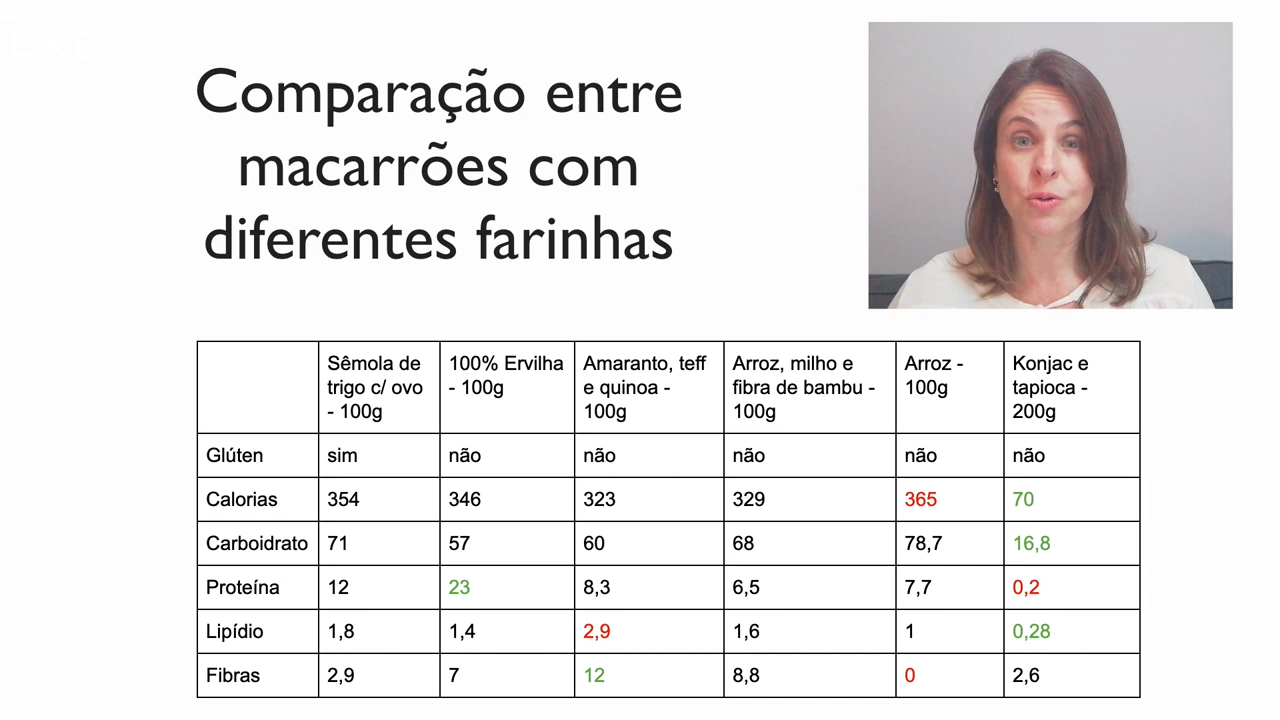 ext
Comparação entre
macarrões com
diferentes farinhas
Sêmola de trigo c/ ovo - 100g
100% Ervilha - 100g
Amaranto, teff e quinoa - 100g
Arroz, milho e fibra de bambu - 100g
Arroz - 100g
Konjac e tapioca - 200g
Glúten sim não não não não não
Calorias 354 346 323 329 365 70
Carboidrato 71 57 60 68 78,7 16,8
Proteína 12 23 8,3 6,5 7,7 0,2
Lipídio 1,8 1,4 2,9 1,6 1 0,28
Fibras 2,9 7 12 8,8 0 2,6